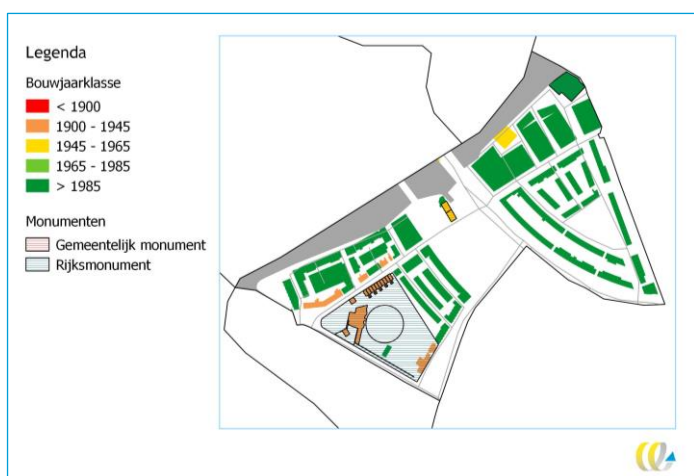 Legenda
Bouwjaarklasse
< 1900
1900 - 1945
1945 - 1965
1965 - 1985
> 1985
Monumenten
Gemeentelijk monument
Rijksmonument